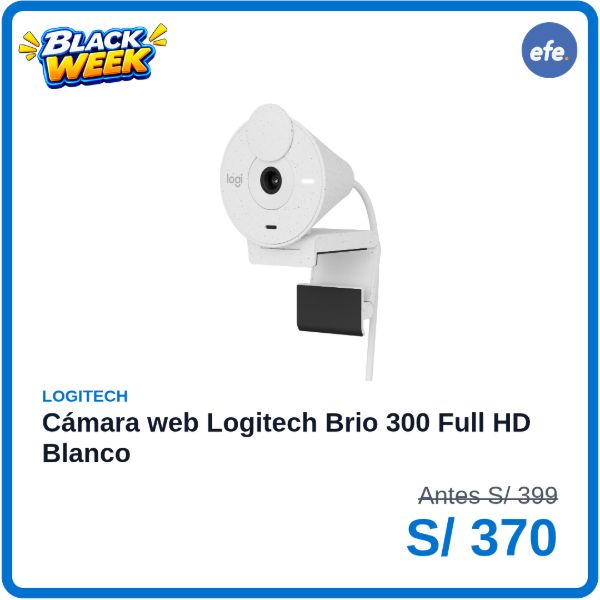 BLACK
WEEK
efe.
logi
LOGITECH
Cámara web Logitech Brio 300 Full HD
Blanco
Antes S/ 399
S/ 370